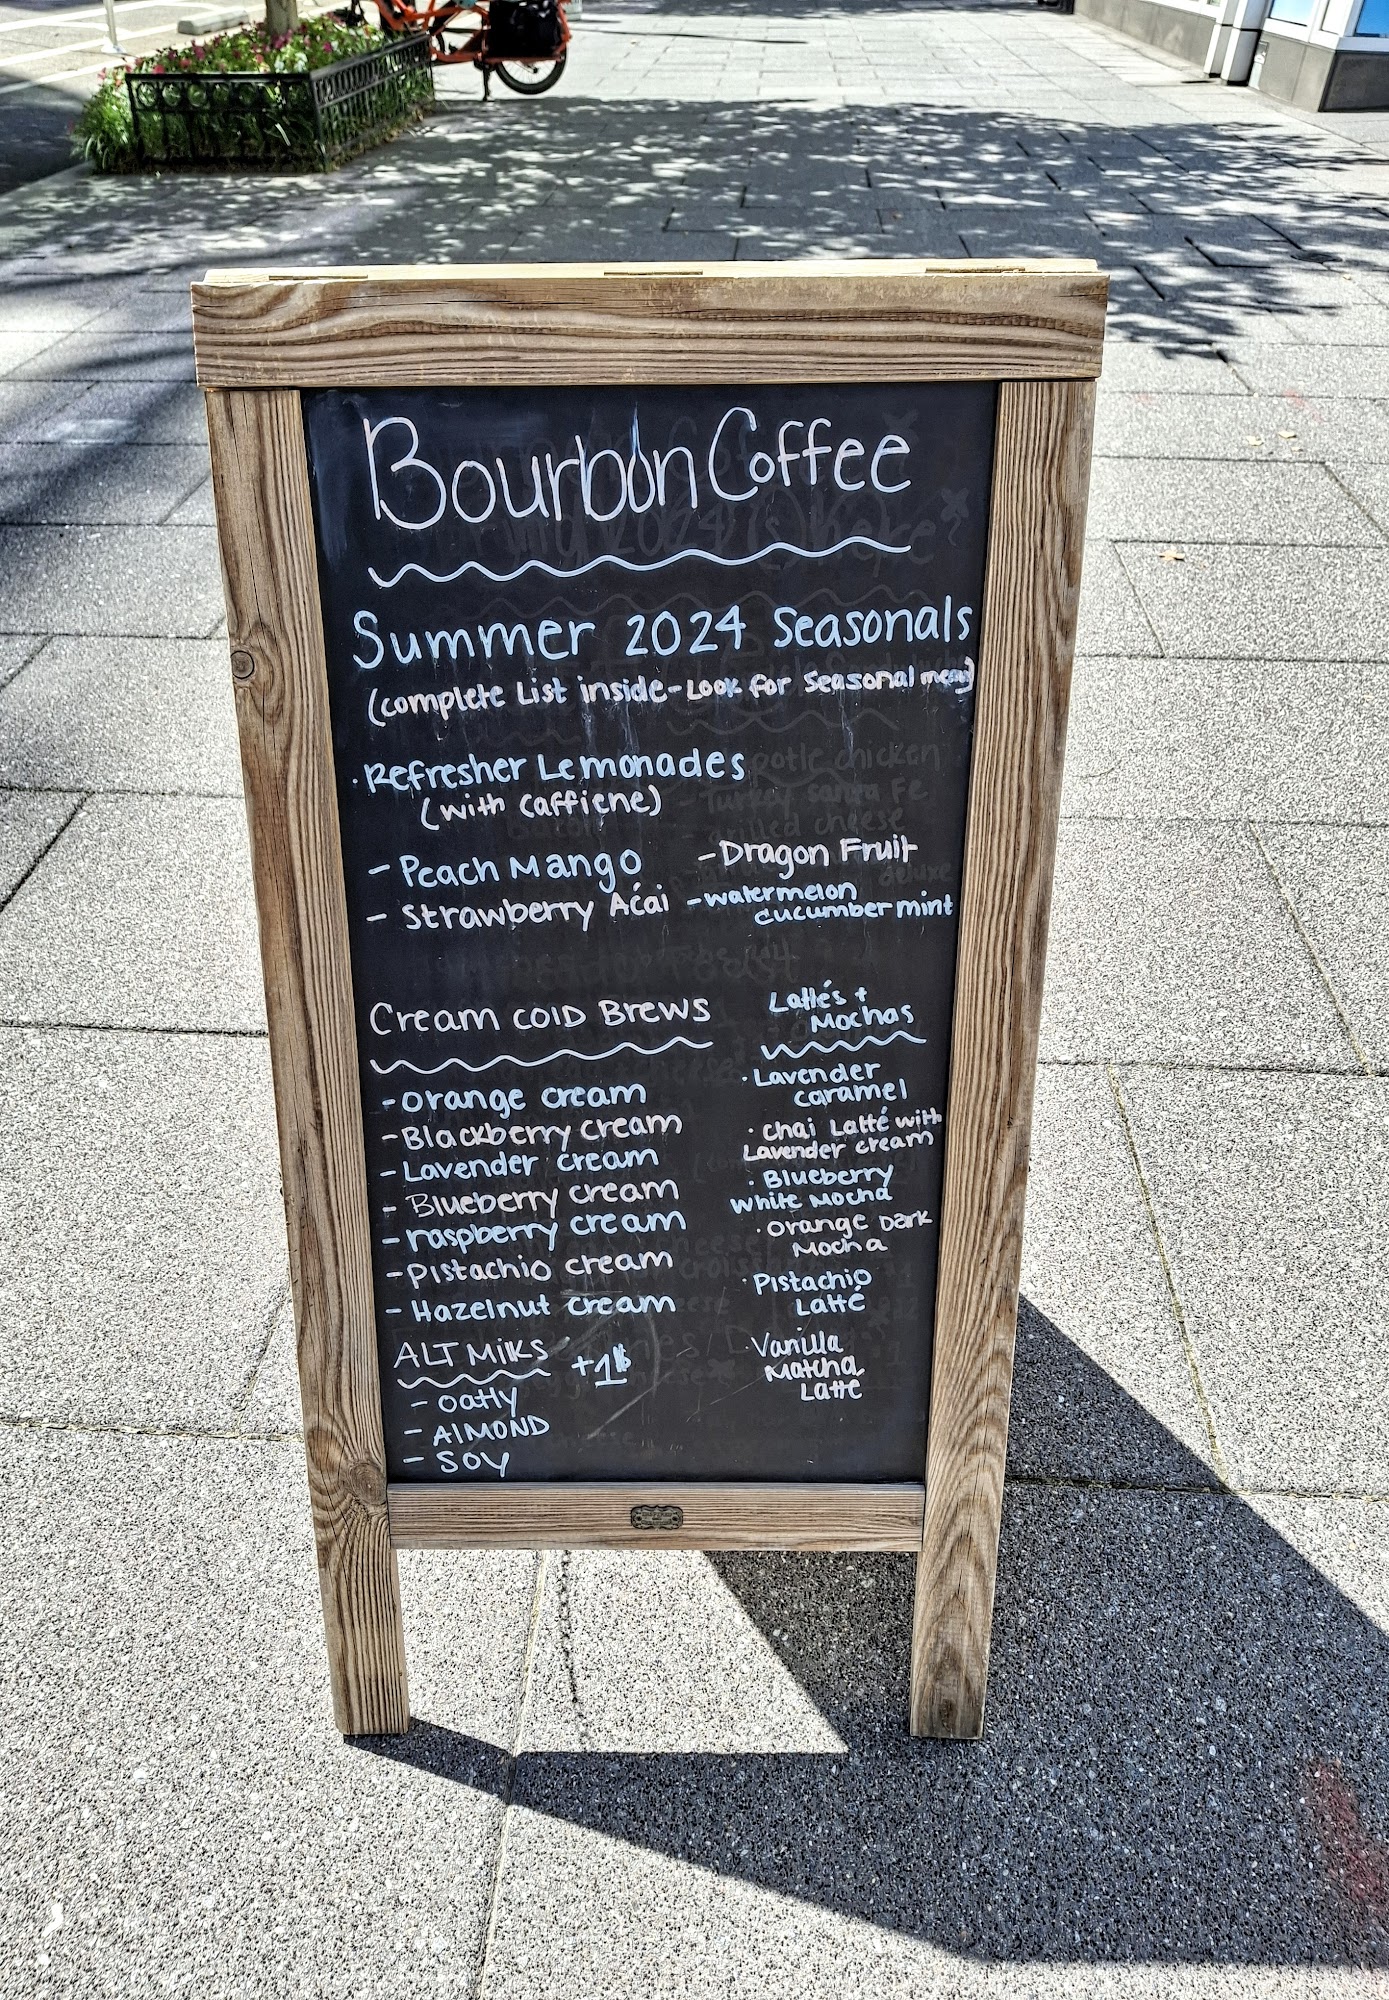 Bourbon Coffee
Summer 2024 Seasonals
(complete List inside - Look for seasonal menu)
· Refresher Lemonades
(with caffiene)
- Peach Mango
- Strawberry Aćai
- Dragon Fruit
- watermelon
cucumber mint
Cream COLD BREWS
- orange cream
- Blackberry cream
- Lavender cream
- Blueberry cream
- raspberry cream
- Pistachio cream
- Hazelnut cream
ALT Milks +1$
- oatly
- AlMOND
- SOY
Lattés +
Mochas
· Lavender
caramel
· chai Latté with
Lavender cream
· Blueberry
White Mocha
· orange Dark
Mocha
· Pistachio
Latté
· Vanilla
Matcha
Latte